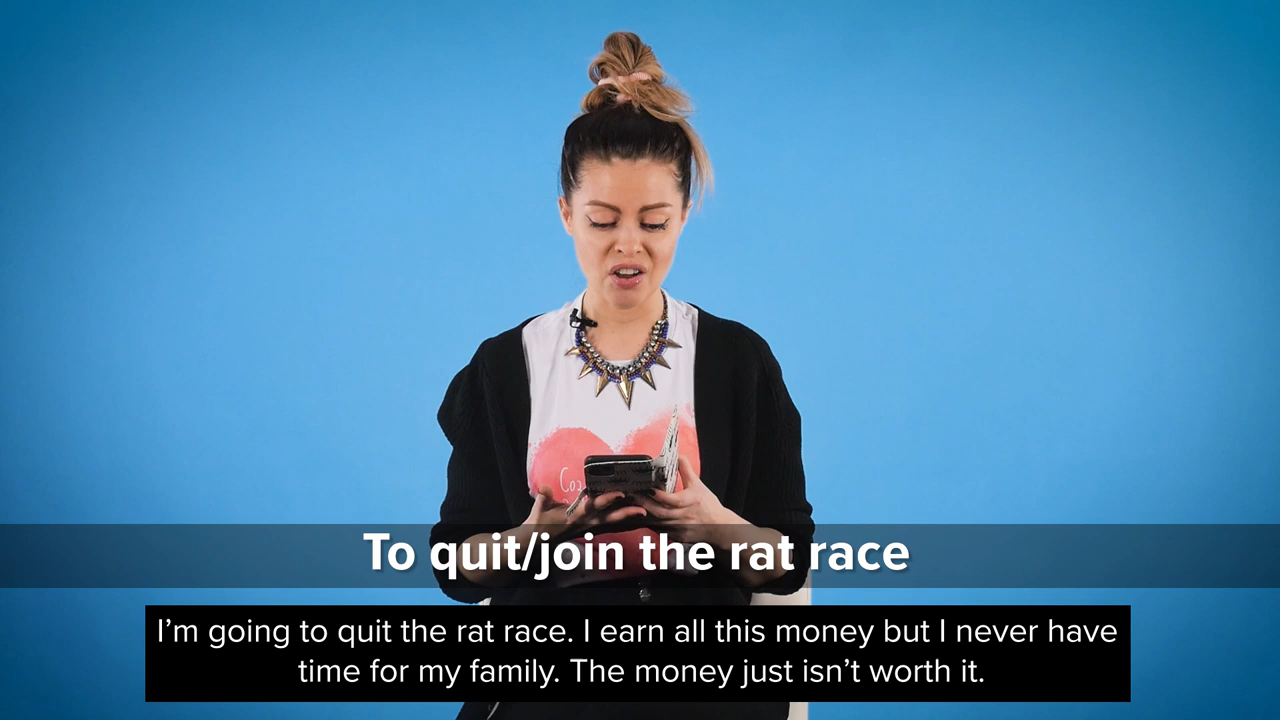 Coa
To quit/join the rat race
I’m going to quit the rat race. I earn all this money but I never have
time for my family. The money just isn’t worth it.